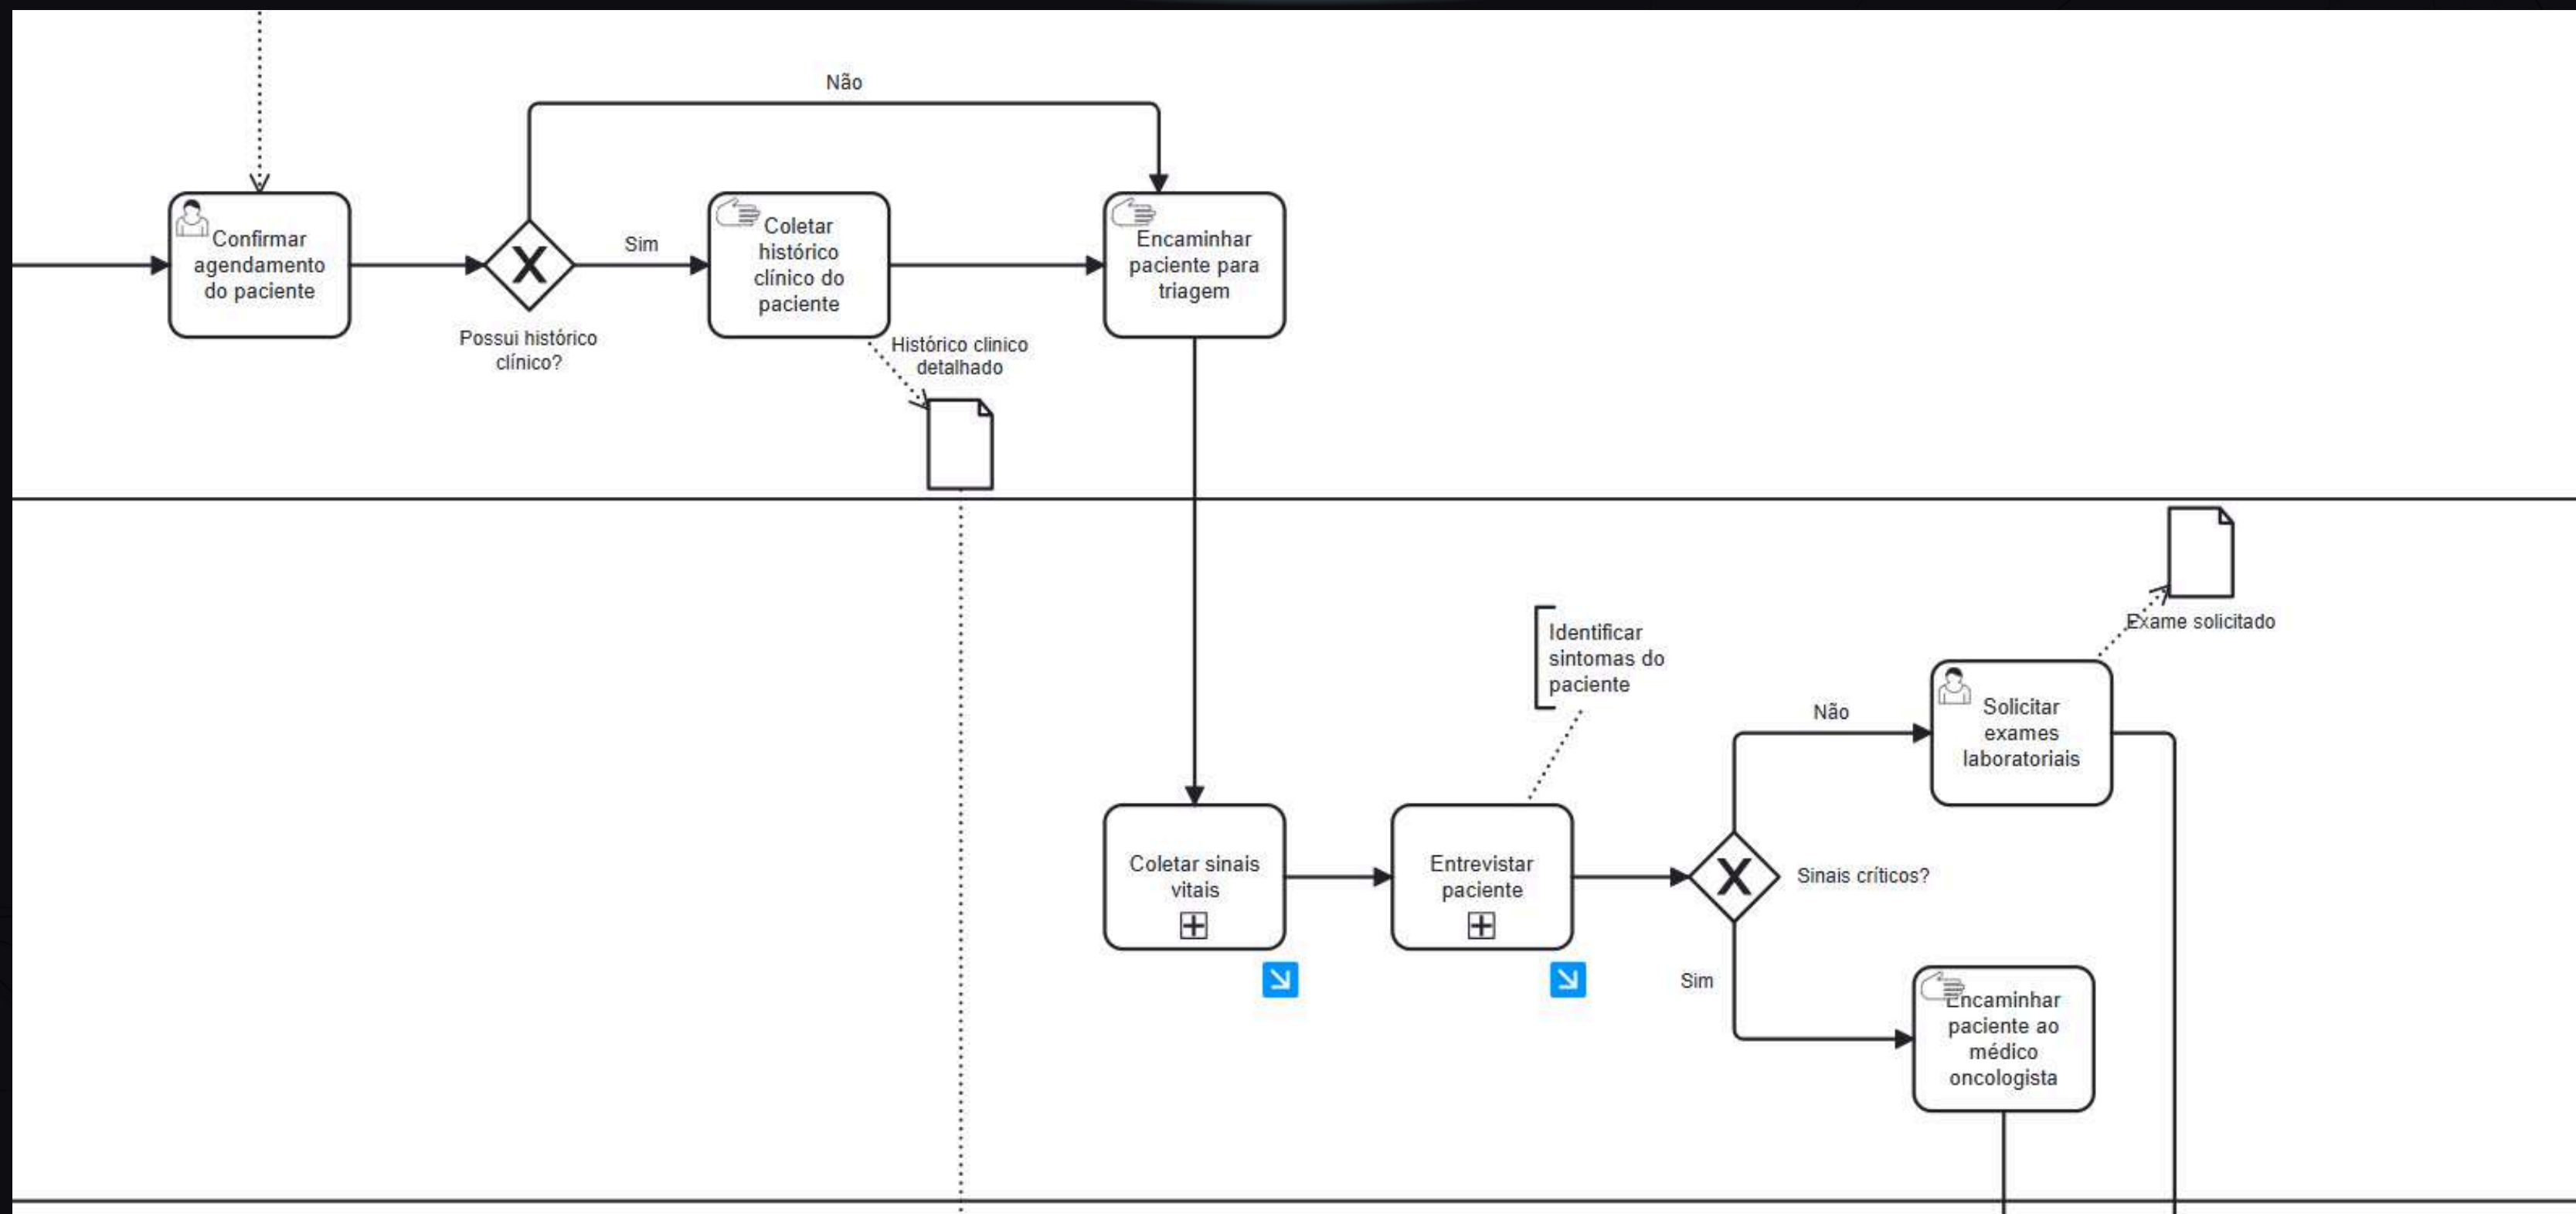 Não
Confirmar
agendamento
do paciente
Possui histórico
clínico?
Sim
Coletar
histórico
clínico do
paciente
Histórico clinico
detalhado
Encaminhar
paciente para
triagem
Coletar sinais
vitais
Identificar
sintomas do
paciente
Entrevistar
paciente
Sinais críticos?
Não
Solicitar
exames
laboratoriais
Exame solicitado
Sim
Encaminhar
paciente ao
médico
oncologista